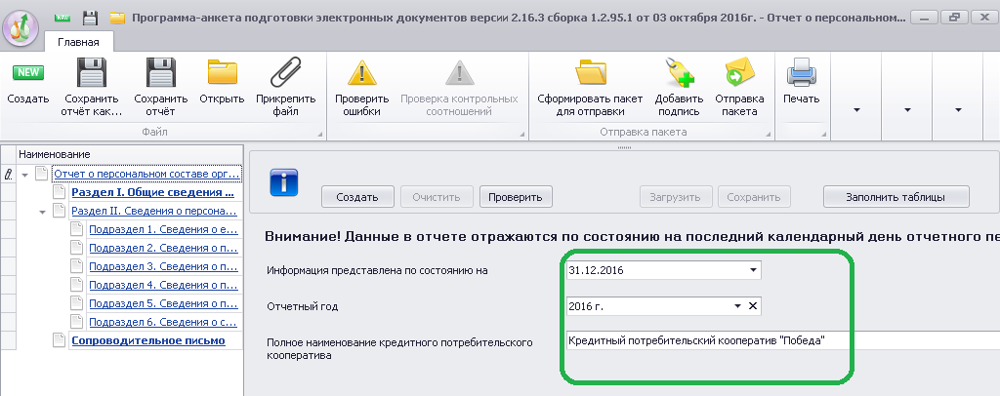 Программа-анкета подготовки электронных документов версии 2.16.3 сборка 1.2.95.1 от 03 октября 2016г. - Отчет о персональном...
Главная
NEW
Создать
Сохранить отчёт как...
Сохранить отчёт
Открыть
Прикрепить файл
Проверить ошибки
Проверка контрольных соотношений
Сформировать пакет для отправки
Добавить подпись
Отправка пакета
Печать
Файл
Отправка пакета
Наименование
Отчет о персональном составе орг...
Раздел I. Общие сведения ...
Раздел II. Сведения о персона...
Подраздел 1. Сведения о е...
Подраздел 2. Сведения о п...
Подраздел 3. Сведения о п...
Подраздел 4. Сведения о п...
Подраздел 5. Сведения о п...
Подраздел 6. Сведения о с...
Сопроводительное письмо
Создать
Очистить
Проверить
Загрузить
Сохранить
Заполнить таблицы
Внимание! Данные в отчете отражаются по состоянию на последний календарный день отчетного пе
Информация представлена по состоянию на
31.12.2016
Отчетный год
2016 г.
Полное наименование кредитного потребительского
кооператива
Кредитный потребительский кооператив "Победа"